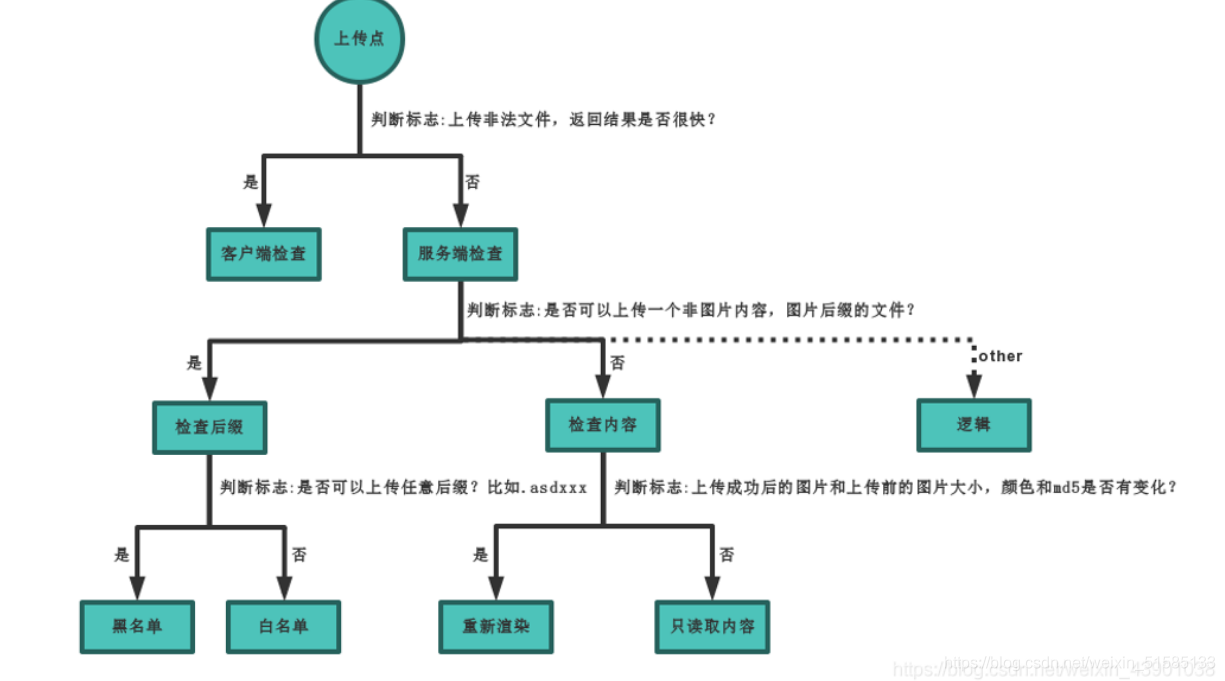 上传点
判断标志:上传非法文件，返回结果是否很快？
是
否
客户端检查
服务端检查
判断标志:是否可以上传一个非图片内容，图片后缀的文件？
是
否
other
检查后缀
检查内容
逻辑
判断标志:是否可以上传任意后缀？比如.asdxxx
判断标志:上传成功后的图片和上传前的图片大小，颜色和md5是否有变化？
是
否
是
否
黑名单
白名单
重新渲染
只读取内容
https://blog.csdn.net/weixin_51585133
https://blog.csdn.net/weixin_43901038